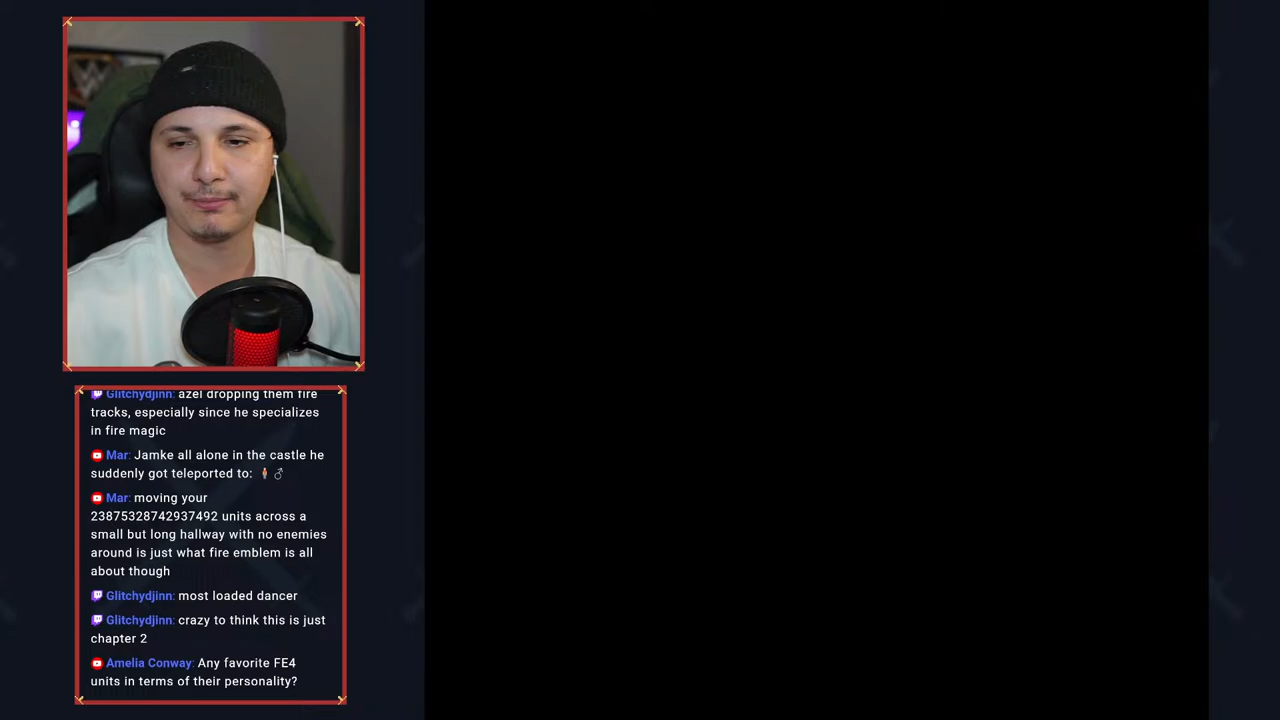 Glitchydjinn: azel dropping them fire
tracks, especially since he specializes
in fire magic
Mar: Jamke all alone in the castle he
suddenly got teleported to: 🧍🏽‍♂
Mar: moving your
23875328742937492 units across a
small but long hallway with no enemies
around is just what fire emblem is all
about though
Glitchydjinn: most loaded dancer
Glitchydjinn: crazy to think this is just
chapter 2
Amelia Conway: Any favorite FE4
units in terms of their personality?